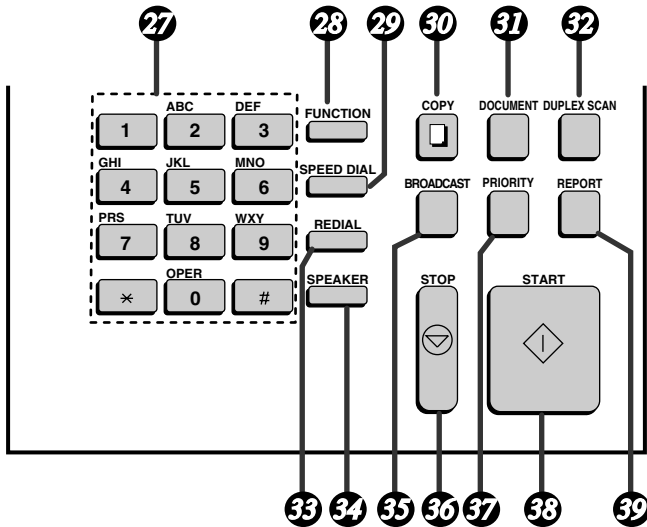 27 28 29 30 31 32
ABC DEF FUNCTION COPY DOCUMENT DUPLEX SCAN
1 2 3
GHI JKL MNO SPEED DIAL
4 5 6
BROADCAST PRIORITY REPORT
PRS TUV WXY REDIAL
7 8 9
OPER SPEAKER STOP START
* 0 #
33 34 35 36 37 38 39